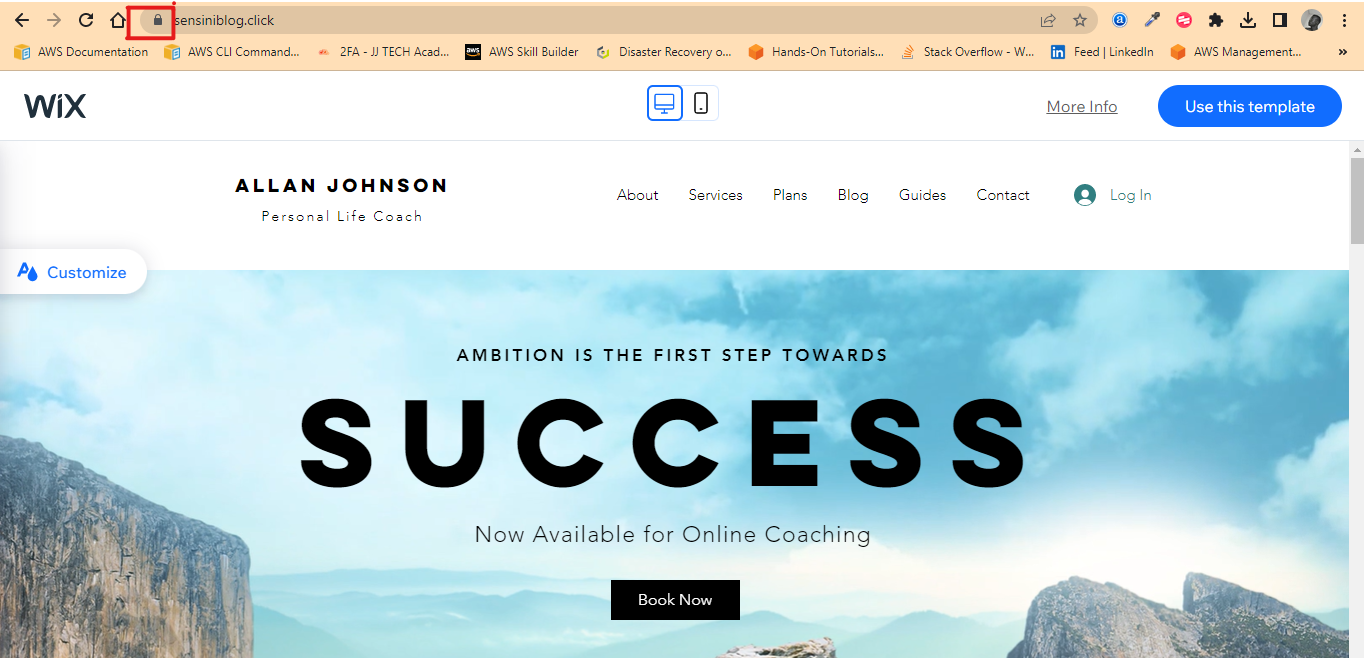 sensiniblog.click
AWS Documentation AWS CLI Command... 2FA - JJ TECH Acad... AWS Skill Builder Disaster Recovery o... Hands-On Tutorials... Stack Overflow - W... Feed | LinkedIn AWS Management... »
WiX More Info Use this template
ALLAN JOHNSON
Personal Life Coach
About Services Plans Blog Guides Contact Log In
Customize
AMBITION IS THE FIRST STEP TOWARDS
SUCCESS
Now Available for Online Coaching
Book Now